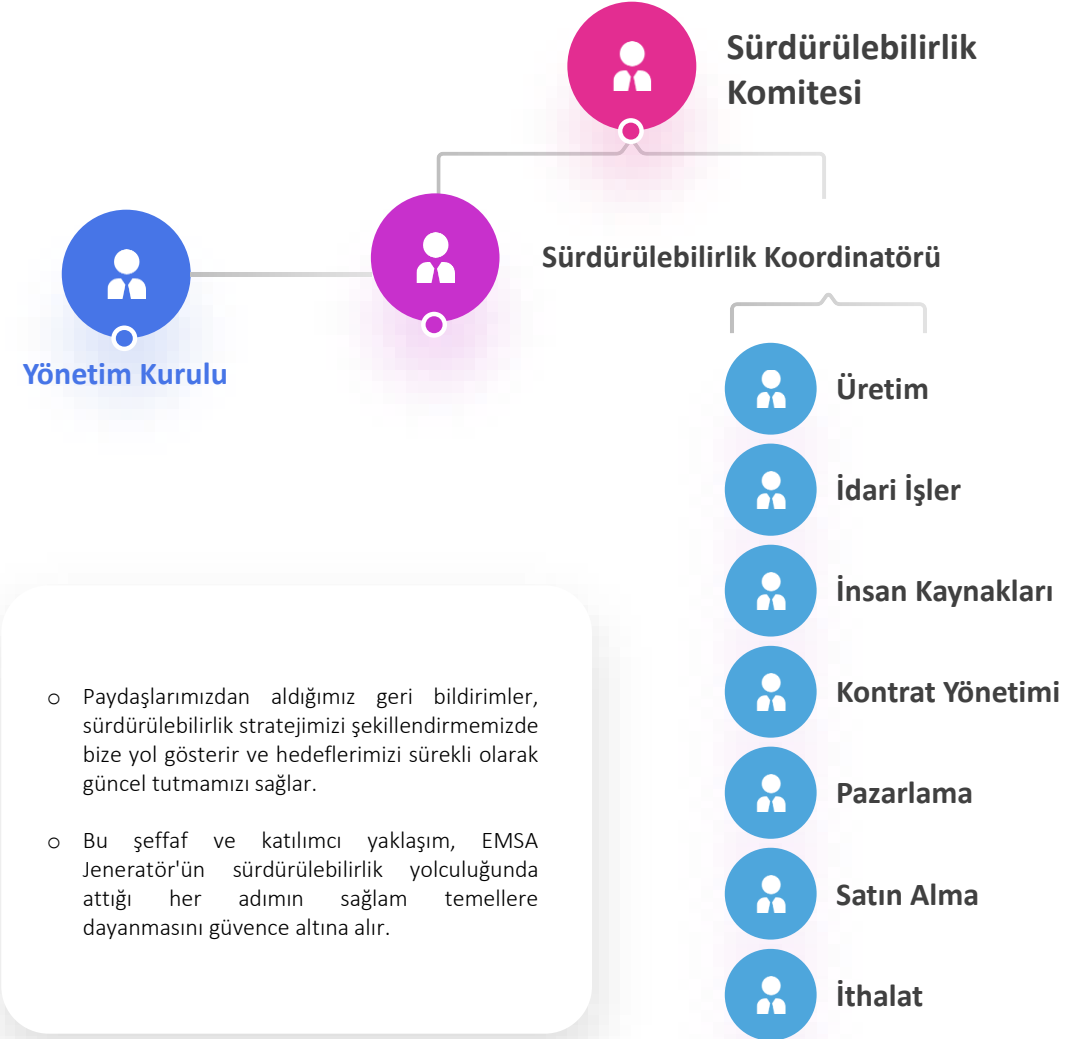 Sürdürülebilirlik
Komitesi
Sürdürülebilirlik Koordinatörü
Yönetim Kurulu
Üretim
İdari İşler
İnsan Kaynakları
Kontrat Yönetimi
Pazarlama
Satın Alma
İthalat
o Paydaşlarımızdan aldığımız geri bildirimler,
sürdürülebilirlik stratejimizi şekillendirmemizde
bize yol gösterir ve hedeflerimizi sürekli olarak
güncel tutmamızı sağlar.
o Bu şeffaf ve katılımcı yaklaşım, EMSA
Jeneratör'ün sürdürülebilirlik yolculuğunda
attığı her adımın sağlam temellere
dayanmasını güvence altına alır.